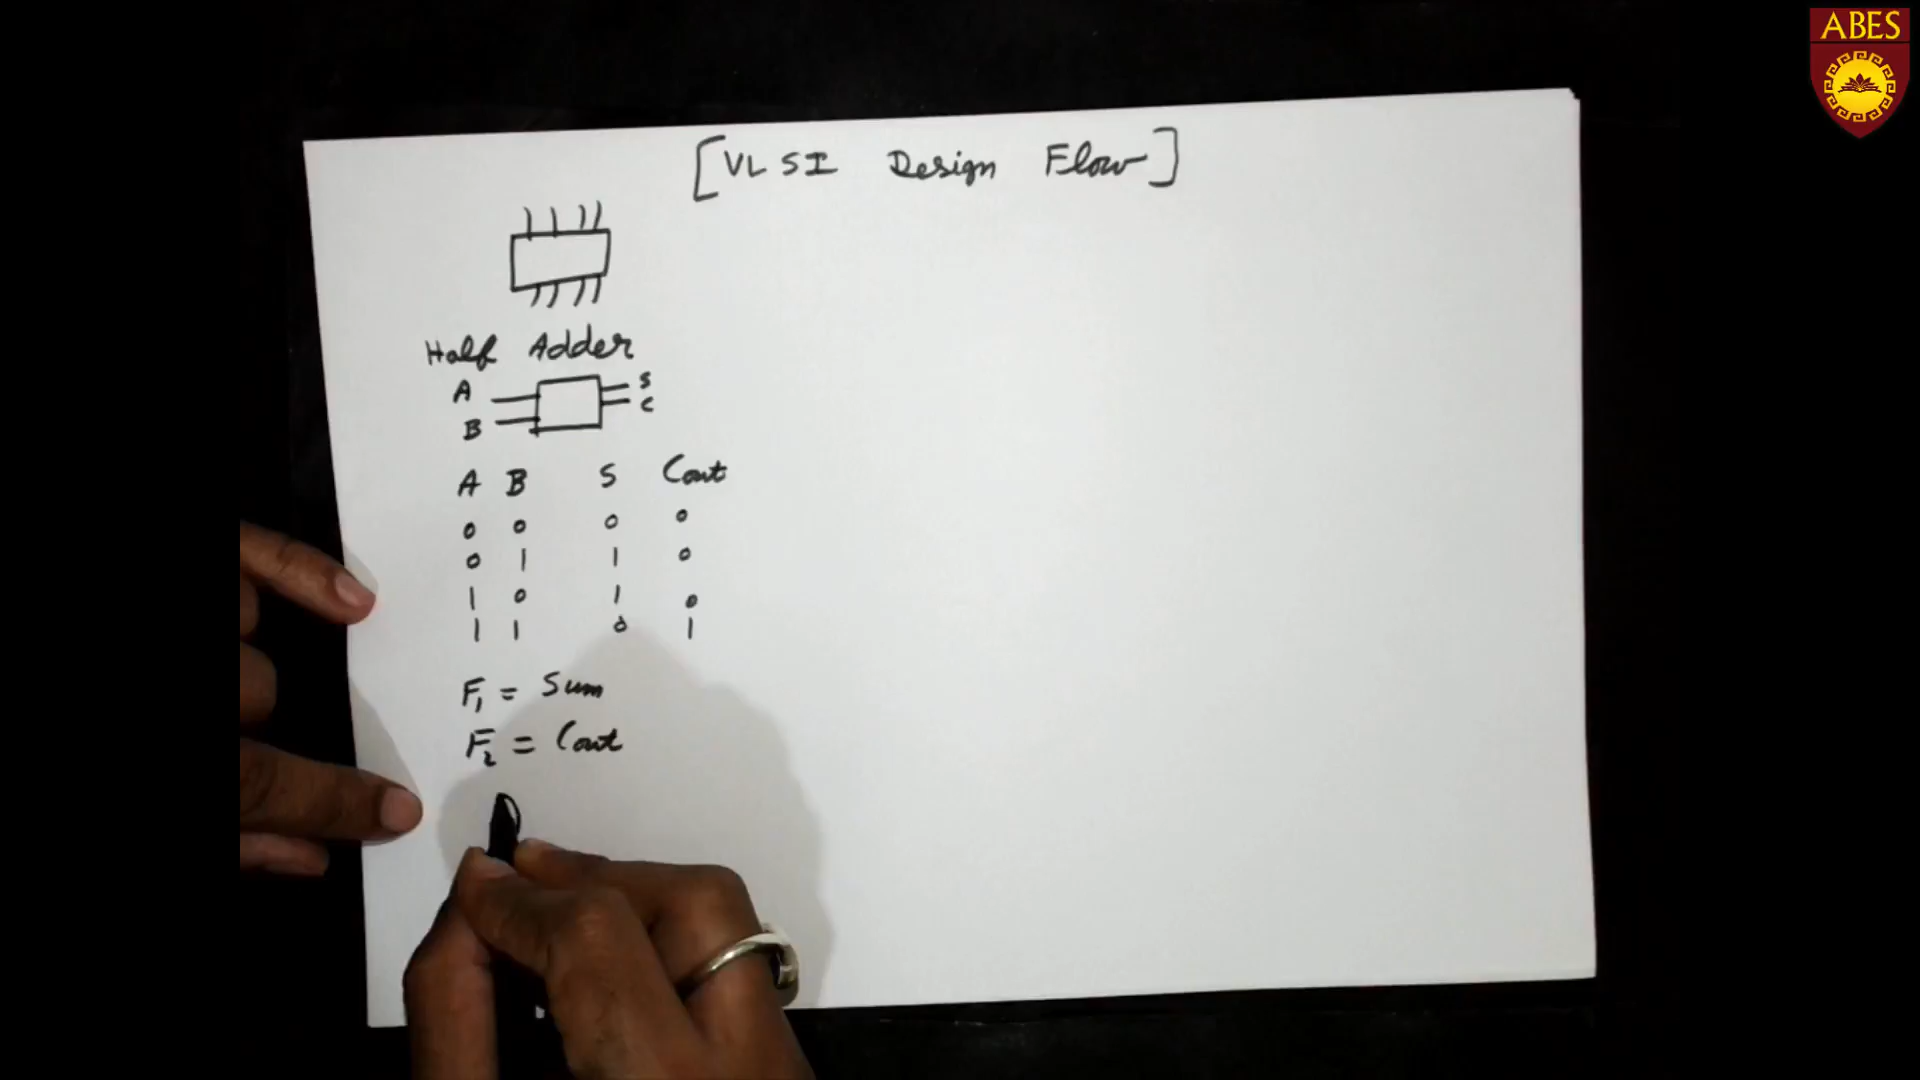 ABES
[VLSI Design Flow]
Half Adder
A S
B C
A B S Cout
0 0 0 0
0 1 1 0
1 0 1 0
1 1 0 1
F1 = Sum
F2 = Cout